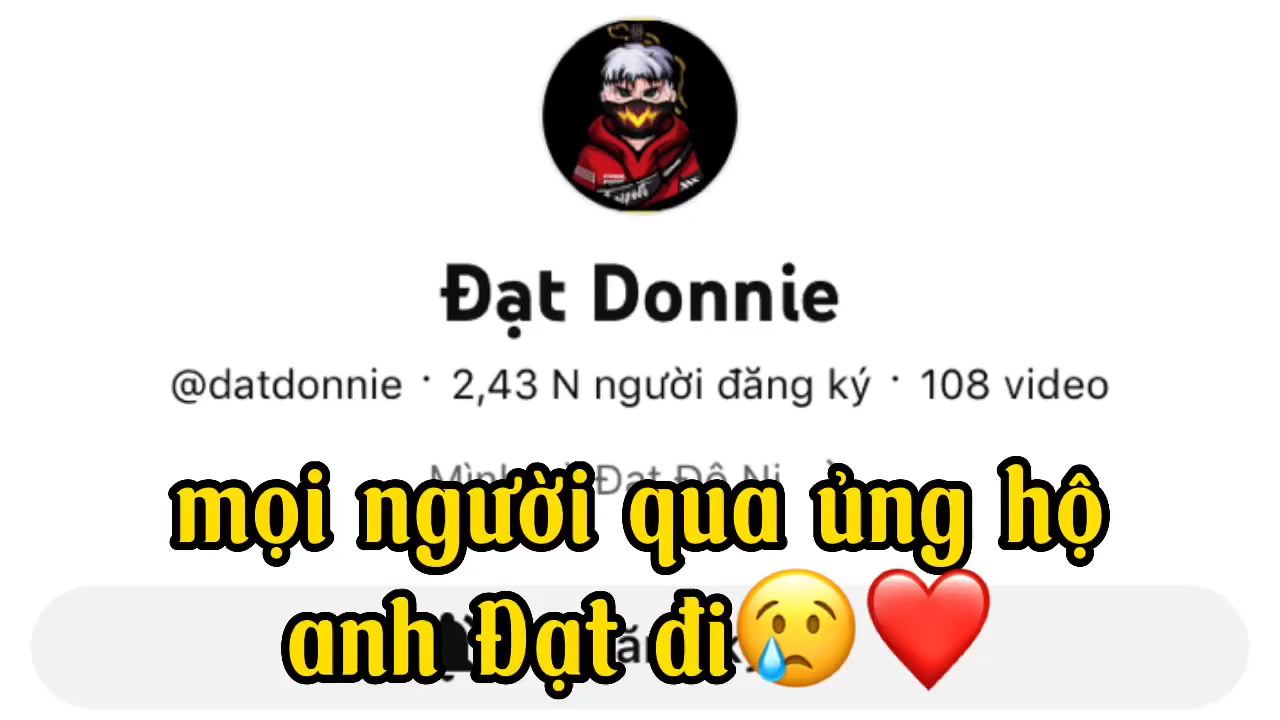 Đạt Donnie
@datdonnie · 2,43 N người đăng ký · 108 video
mọi người qua ủng hộ
anh Đạt đi😢❤️